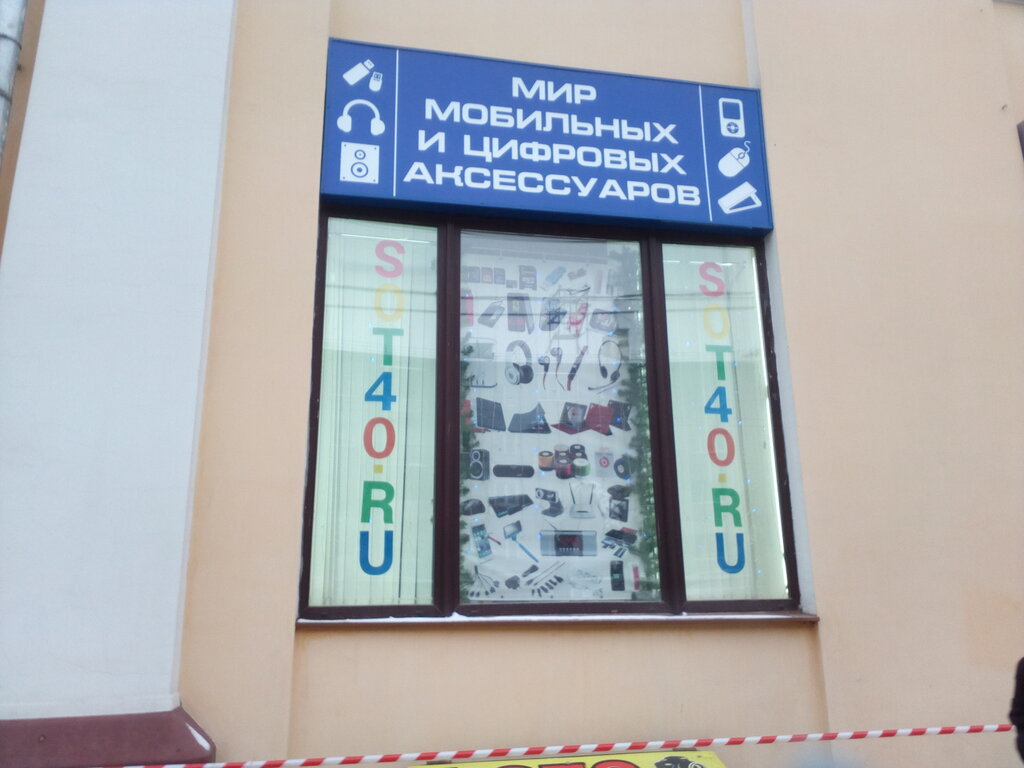 МИР
МОБИЛЬНЫХ
И ЦИФРОВЫХ
АКСЕССУАРОВ
SOT40.RU
SOT40.RU